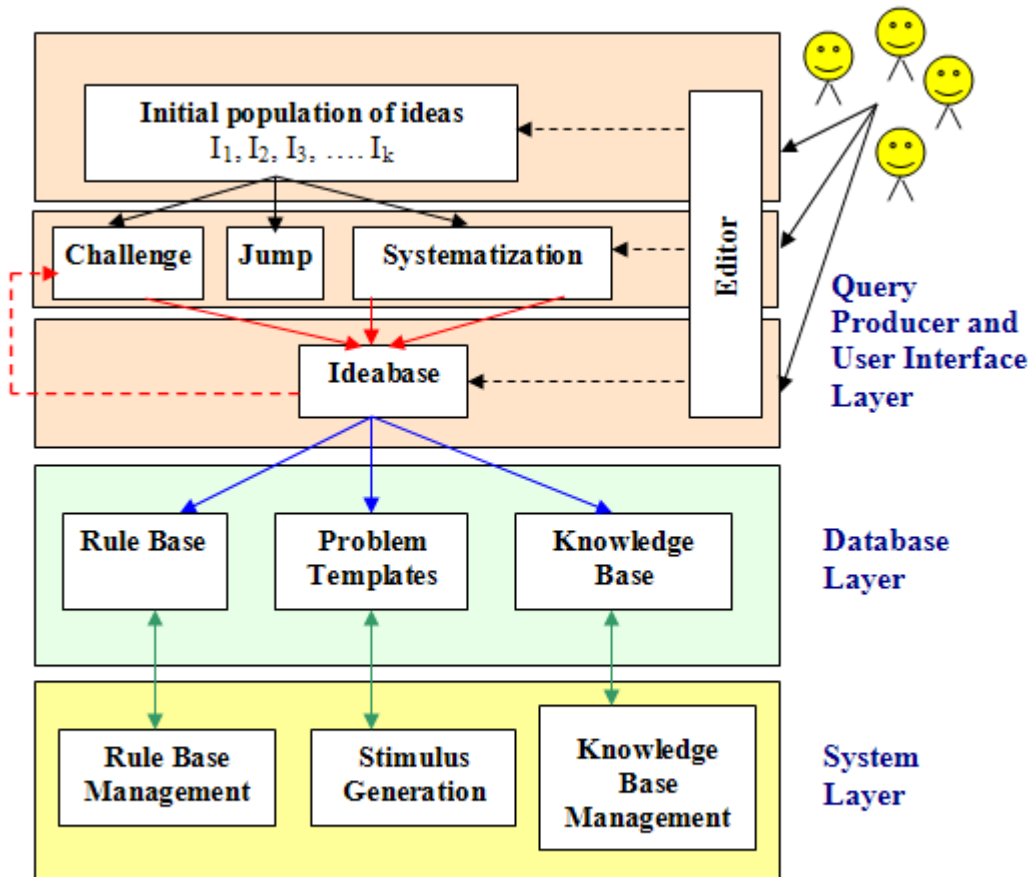 Initial population of ideas
I1, I2, I3, .... Ik
Challenge
Jump
Systematization
Editor
Ideabase
Query
Producer and
User Interface
Layer
Rule Base
Problem
Templates
Knowledge
Base
Database
Layer
Rule Base
Management
Stimulus
Generation
Knowledge
Base
Management
System
Layer